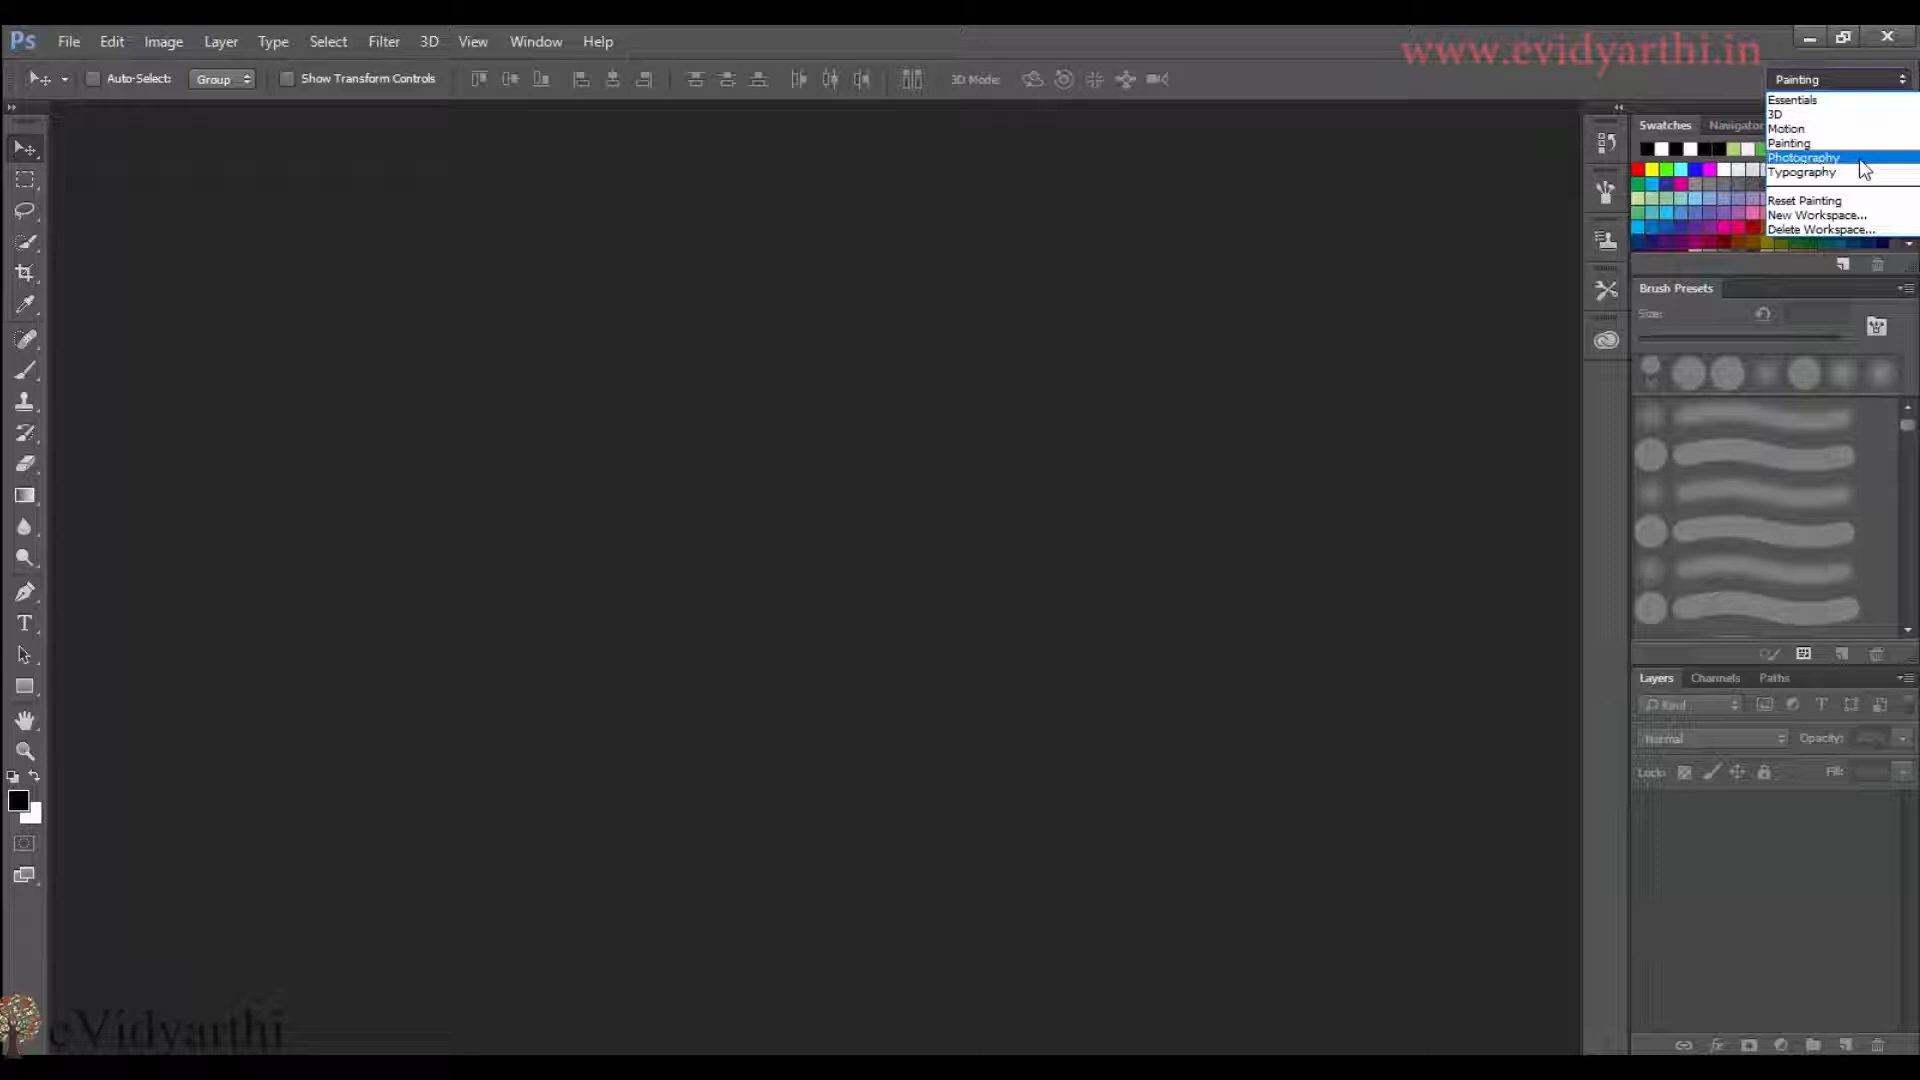 Ps File Edit Image Layer Type Select Filter 3D View Window Help
www.evidyarthi.in
Auto-Select: Group Show Transform Controls 3D Mode: Painting
Essentials
3D
Motion
Painting
Photography
Typography
Reset Painting
New Workspace...
Delete Workspace...
Swatches Navigator
Brush Presets
Size:
Layers Channels Paths
Kind
Normal Opacity:
Lock: Fill:
eVidyarthi